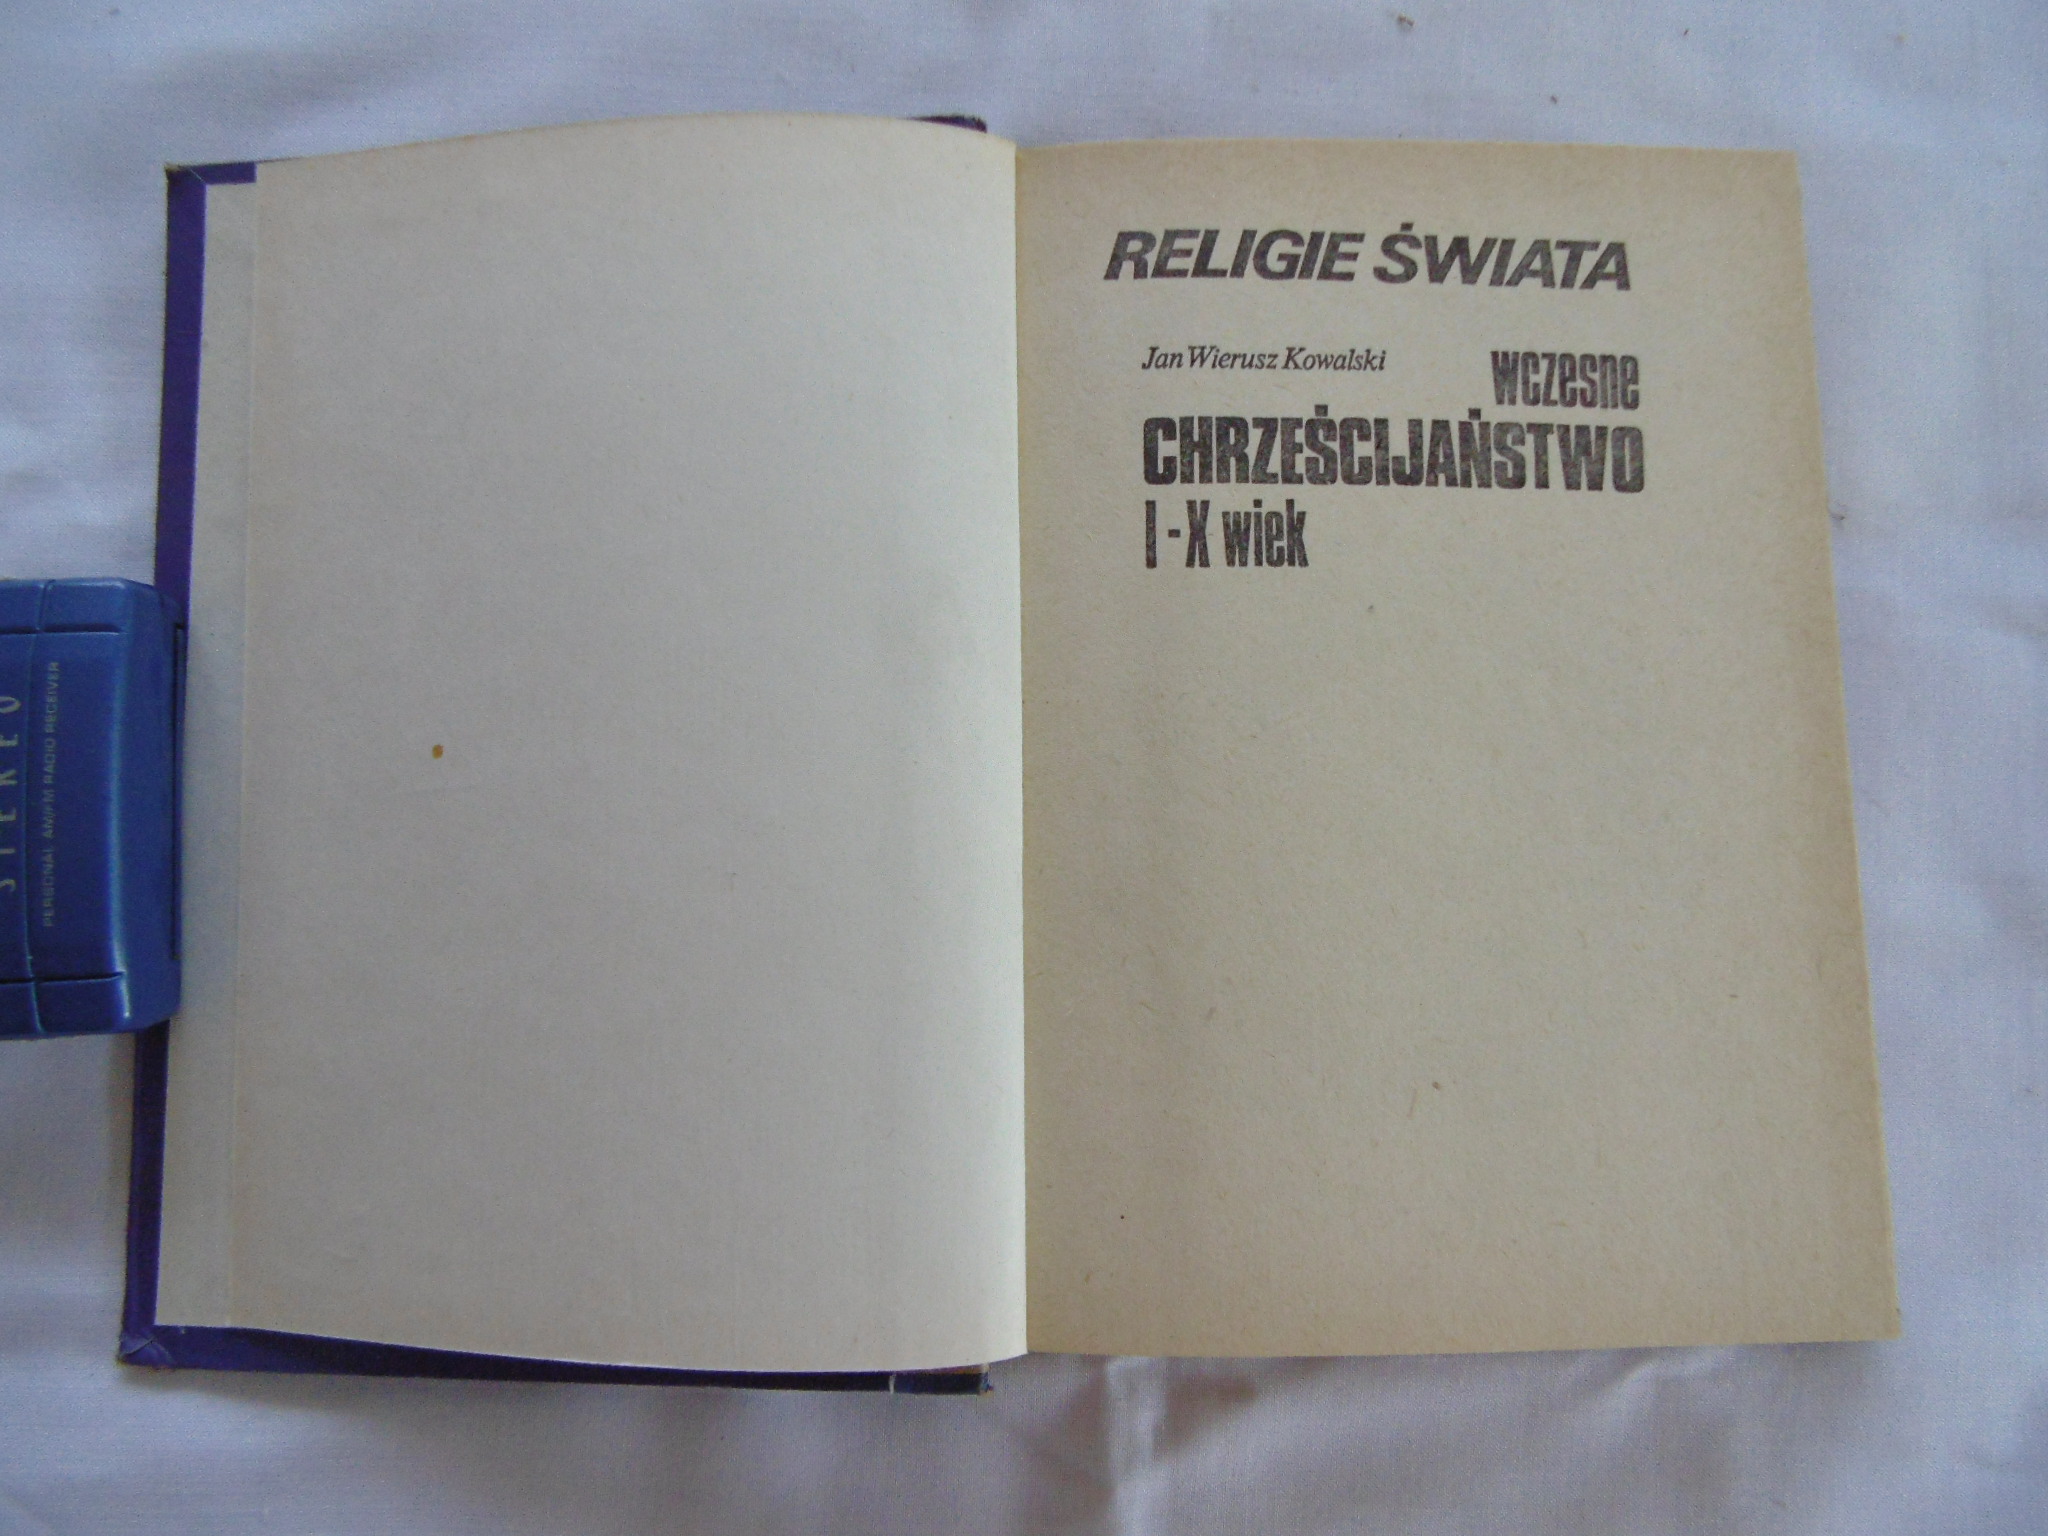 RELIGIE ŚWIATA
Jan Wierusz Kowalski
wczesne
CHRZEŚCIJAŃSTWO
I-X wiek
STEREO
PERSONAL AM/FM RADIO RECEIVER